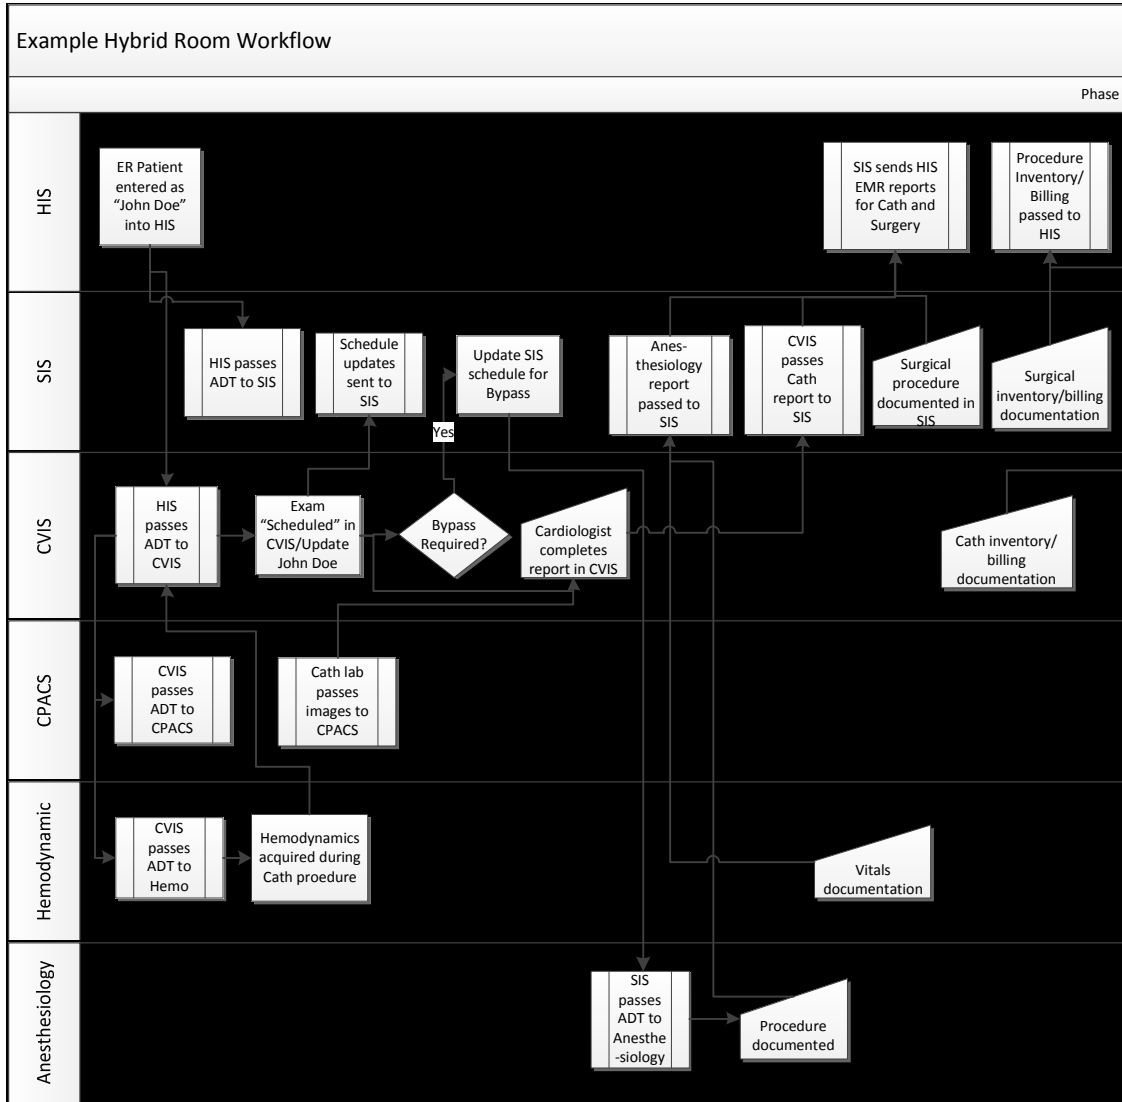 Example Hybrid Room Workflow
Phase
HIS
ER Patient
entered as
“John Doe”
into HIS
SIS sends HIS
EMR reports
for Cath and
Surgery
Procedure
Inventory/
Billing
passed to
HIS
SIS
HIS passes
ADT to SIS
Schedule
updates
sent to
SIS
Yes
Update SIS
schedule for
Bypass
Anes-
thesiology
report
passed to
SIS
CVIS
passes
Cath
report to
SIS
Surgical
procedure
documented in
SIS
Surgical
inventory/billing
documentation
CVIS
HIS
passes
ADT to
CVIS
Exam
“Scheduled” in
CVIS/Update
John Doe
Bypass
Required?
Cardiologist
completes
report in CVIS
Cath inventory/
billing
documentation
CPACS
CVIS
passes
ADT to
CPACS
Cath lab
passes
images to
CPACS
Hemodynamic
CVIS
passes
ADT to
Hemo
Hemodynamics
acquired during
Cath proedure
Vitals
documentation
Anesthesiology
SIS
passes
ADT to
Anesthe
-siology
Procedure
documented